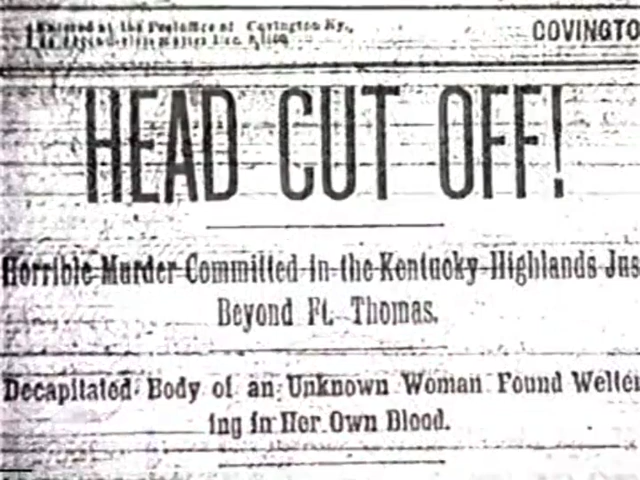 Entered at the Postoffice at Covington Ky.,
COVINGTO
HEAD CUT OFF!
Horrible Murder Committed in the Kentucky Highlands Jus
Beyond Ft. Thomas.
Decapitated Body of an Unknown Woman Found Welter
ing in Her Own Blood.